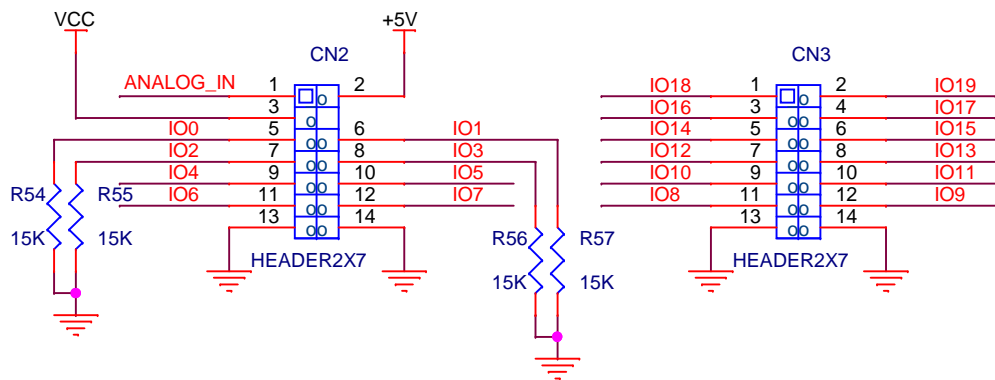 VCC +5V
CN2 CN3
ANALOG_IN 1 2 IO18 1 2 IO19
3 IO16 3 4 IO17
IO0 5 6 IO1 IO14 5 6 IO15
IO2 7 8 IO3 IO12 7 8 IO13
IO4 9 10 IO5 IO10 9 10 IO11
R54 R55 IO6 11 12 IO7 IO8 11 12 IO9
13 14 13 14
15K 15K R56 R57
HEADER2X7 HEADER2X7
15K 15K